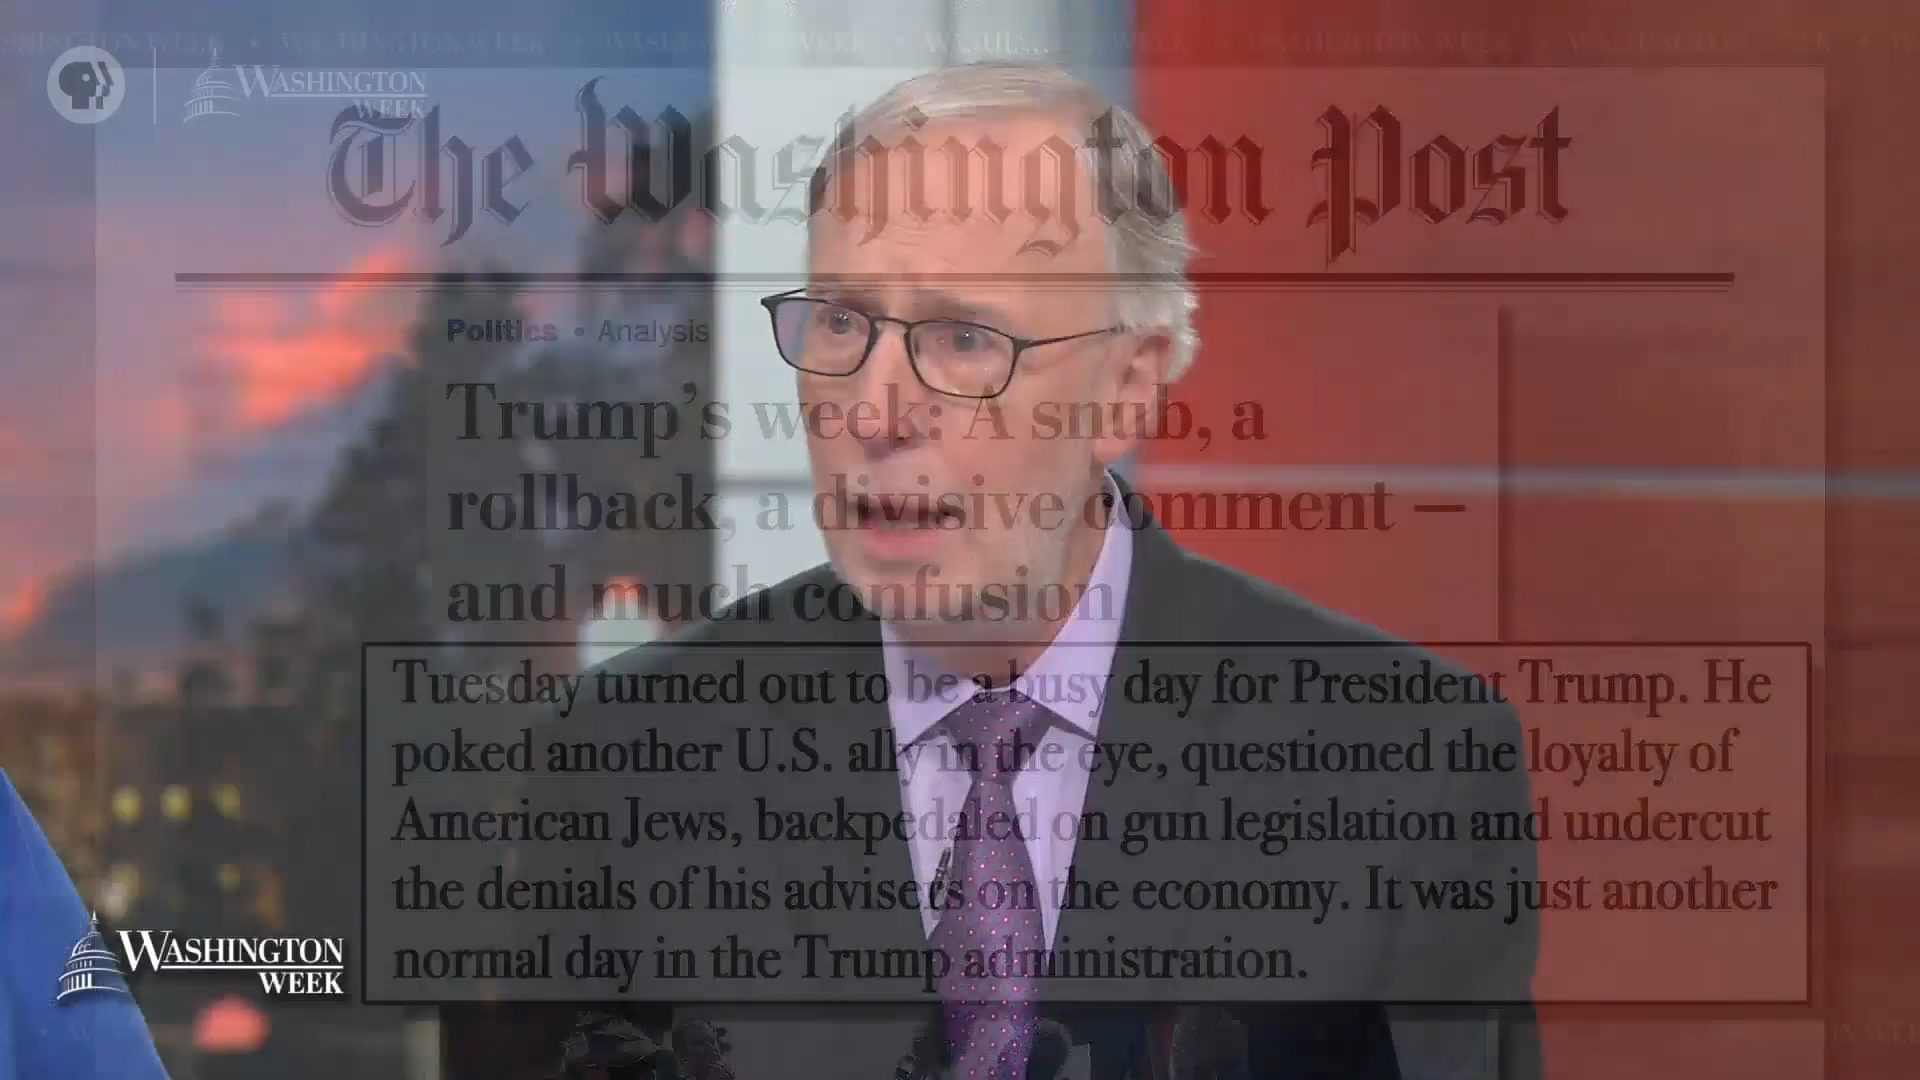 WASHINGTON
WEEK
The Washington Post
Politics • Analysis
Trump's week: A snub, a
rollback, a divisive comment —
and much confusion
Tuesday turned out to be a busy day for President Trump. He
poked another U.S. ally in the eye, questioned the loyalty of
American Jews, backpedaled on gun legislation and undercut
the denials of his advisers on the economy. It was just another
normal day in the Trump administration.
WASHINGTON
WEEK